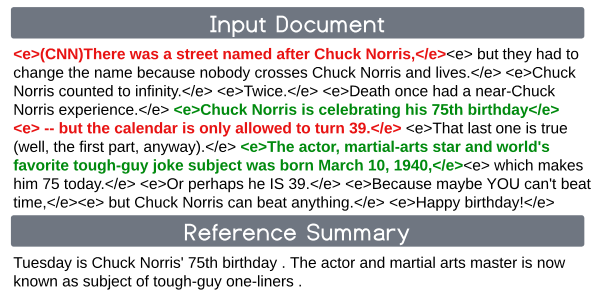 Input Document
<e>(CNN)There was a street named after Chuck Norris,</e><e> but they had to
change the name because nobody crosses Chuck Norris and lives.</e> <e>Chuck
Norris counted to infinity.</e> <e>Twice.</e> <e>Death once had a near-Chuck
Norris experience.</e> <e>Chuck Norris is celebrating his 75th birthday</e>
<e> -- but the calendar is only allowed to turn 39.</e> <e>That last one is true
(well, the first part, anyway).</e> <e>The actor, martial-arts star and world's
favorite tough-guy joke subject was born March 10, 1940,</e><e> which makes
him 75 today.</e> <e>Or perhaps he IS 39.</e> <e>Because maybe YOU can't beat
time,</e><e> but Chuck Norris can beat anything.</e> <e>Happy birthday!</e>
Reference Summary
Tuesday is Chuck Norris' 75th birthday . The actor and martial arts master is now
known as subject of tough-guy one-liners .